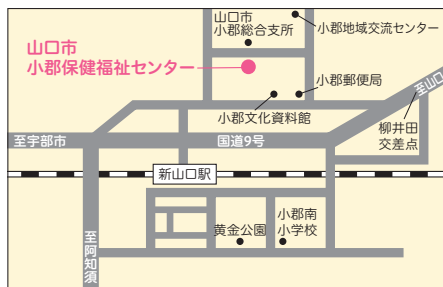 山口市
小郡総合支所
小郡地域交流センター
山口市
小郡保健福祉センター
小郡郵便局
小郡文化資料館
至山口
柳井田
交差点
至宇部市
国道9号
新山口駅
至阿知須
黄金公園
小郡南
小学校